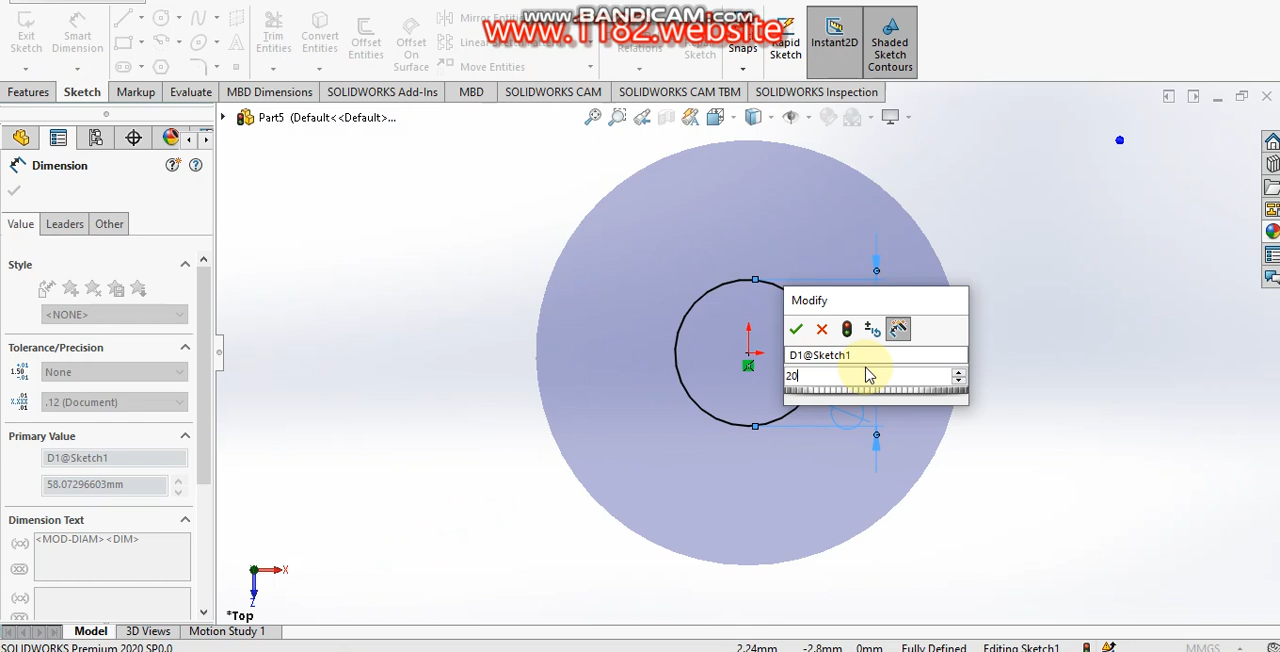 www.BANDICAM.com
www.1182.website
Exit Sketch
Smart Dimension
Trim Entities
Convert Entities
Offset Entities
Offset On Surface
Mirror Entities
Linear Sketch
Move Entities
Relations
Snaps
Rapid Sketch
Instant2D
Shaded Sketch Contours
Features
Sketch
Markup
Evaluate
MBD Dimensions
SOLIDWORKS Add-Ins
MBD
SOLIDWORKS CAM
SOLIDWORKS CAM TBM
SOLIDWORKS Inspection
Part5 (Default<<Default>...
Dimension
Value
Leaders
Other
Style
<NONE>
Tolerance/Precision
None
.12 (Document)
Primary Value
D1@Sketch1
58.07296603mm
Dimension Text
<MOD-DIAM><DIM>
Modify
D1@Sketch1
20
X
Z
*Top
Model
3D Views
Motion Study 1
SOLIDWORKS Premium 2020 SP0.0
2.24mm
-2.8mm
0mm
Fully Defined
Editing Sketch1
MMGS